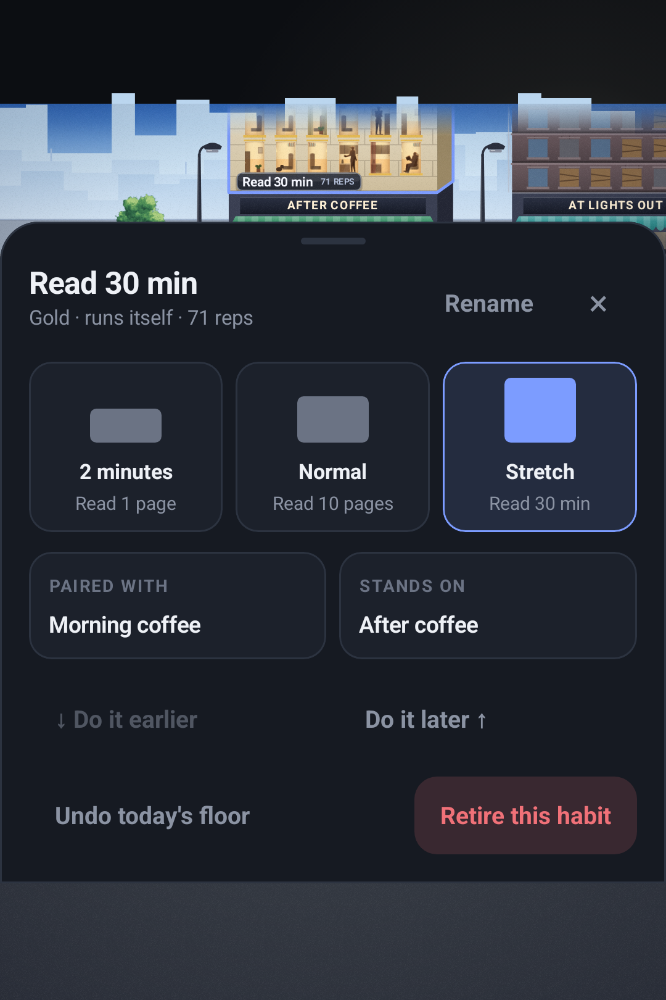 Read 30 min 71 REPS
AFTER COFFEE
AT LIGHTS OUT
Read 30 min
Gold · runs itself · 71 reps
Rename ×
2 minutes
Read 1 page
Normal
Read 10 pages
Stretch
Read 30 min
PAIRED WITH
Morning coffee
STANDS ON
After coffee
↓ Do it earlier
Do it later ↑
Undo today's floor
Retire this habit